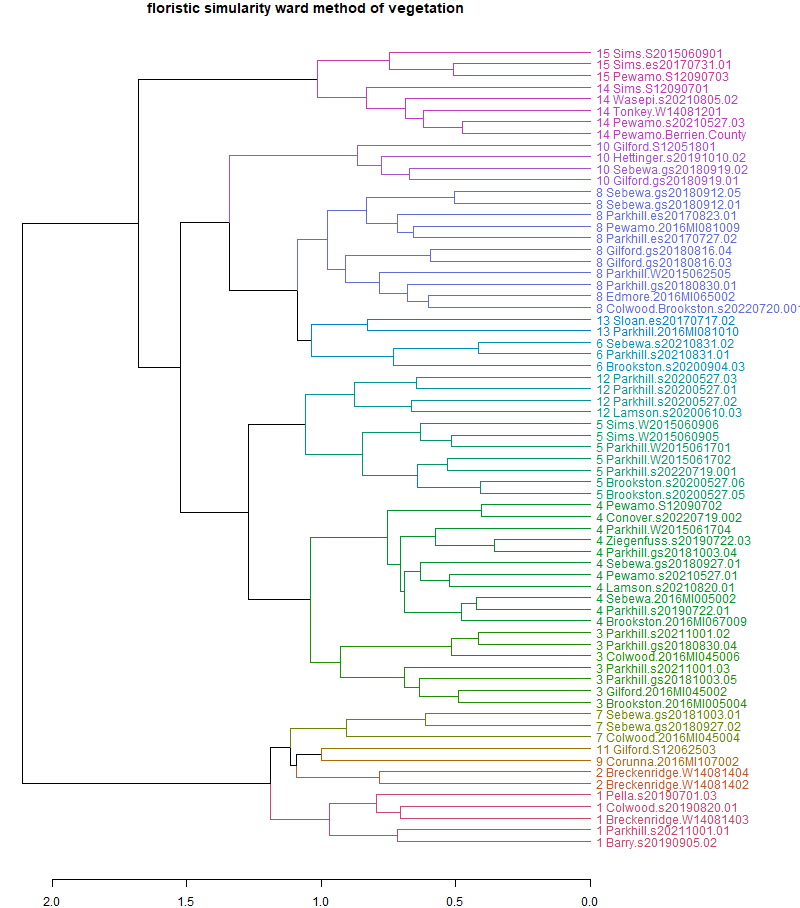 floristic simularity ward method of vegetation
15 Sims.S2015060901
15 Sims.es20170731.01
15 Pewamo.S12090703
14 Sims.S12090701
14 Wasepi.s20210805.02
14 Tonkey.W14081201
14 Pewamo.s20210527.03
14 Pewamo.Berrien.County
10 Gilford.S12051801
10 Hettinger.s20191010.02
10 Sebewa.gs20180919.02
10 Gilford.gs20180919.01
8 Sebewa.gs20180912.05
8 Sebewa.gs20180912.01
8 Parkhill.es20170823.01
8 Pewamo.2016MI081009
8 Parkhill.es20170727.02
8 Gilford.gs20180816.04
8 Gilford.gs20180816.03
8 Parkhill.W2015062505
8 Parkhill.gs20180830.01
8 Edmore.2016MI065002
8 Colwood.Brookston.s20220720.001
13 Sloan.es20170717.02
13 Parkhill.2016MI081010
6 Sebewa.s20210831.02
6 Parkhill.s20210831.01
6 Brookston.s20200904.03
12 Parkhill.s20200527.03
12 Parkhill.s20200527.01
12 Parkhill.s20200527.02
12 Lamson.s20200610.03
5 Sims.W2015060906
5 Sims.W2015060905
5 Parkhill.W2015061701
5 Parkhill.W2015061702
5 Parkhill.s20220719.001
5 Brookston.s20200527.06
5 Brookston.s20200527.05
4 Pewamo.S12090702
4 Conover.s20220719.002
4 Parkhill.W2015061704
4 Ziegenfuss.s20190722.03
4 Parkhill.gs20181003.04
4 Sebewa.gs20180927.01
4 Pewamo.s20210527.01
4 Lamson.s20210820.01
4 Sebewa.2016MI005002
4 Parkhill.s20190722.01
4 Brookston.2016MI067009
3 Parkhill.s20211001.02
3 Parkhill.gs20180830.04
3 Colwood.2016MI045006
3 Parkhill.s20211001.03
3 Parkhill.gs20181003.05
3 Gilford.2016MI045002
3 Brookston.2016MI005004
7 Sebewa.gs20181003.01
7 Sebewa.gs20180927.02
7 Colwood.2016MI045004
11 Gilford.S12062503
9 Corunna.2016MI107002
2 Breckenridge.W14081404
2 Breckenridge.W14081402
1 Pella.s20190701.03
1 Colwood.s20190820.01
1 Breckenridge.W14081403
1 Parkhill.s20211001.01
1 Barry.s20190905.02
2.0 1.5 1.0 0.5 0.0